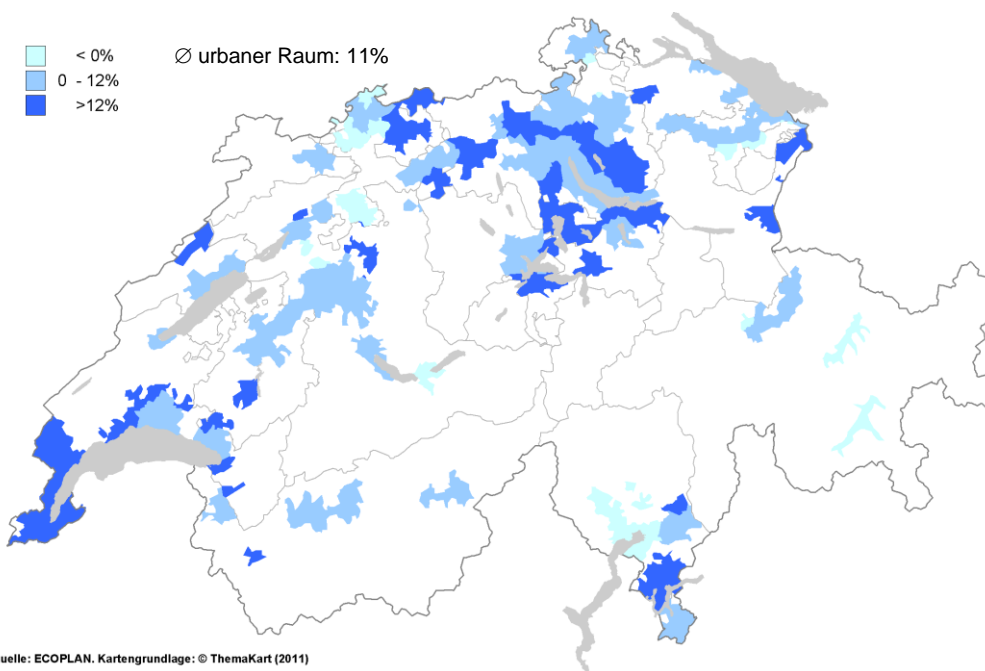 < 0%
∅ urbaner Raum: 11%
0 - 12%
>12%
uelle: ECOPLAN. Kartengrundlage: © ThemaKart (2011)